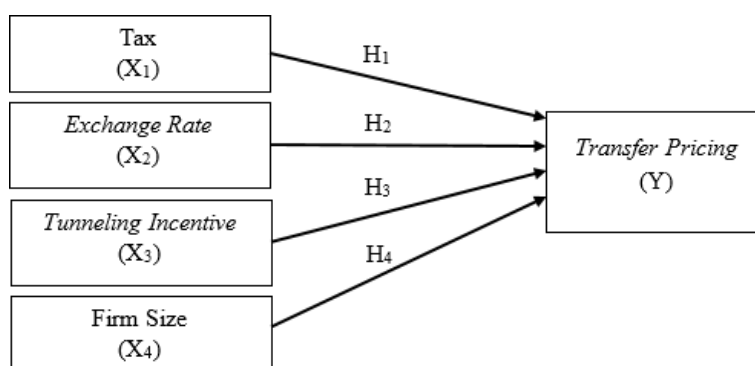 Tax
(X₁)
H₁
Exchange Rate
(X₂)
H₂
Transfer Pricing
(Y)
Tunneling Incentive
(X₃)
H₃
H₄
Firm Size
(X₄)